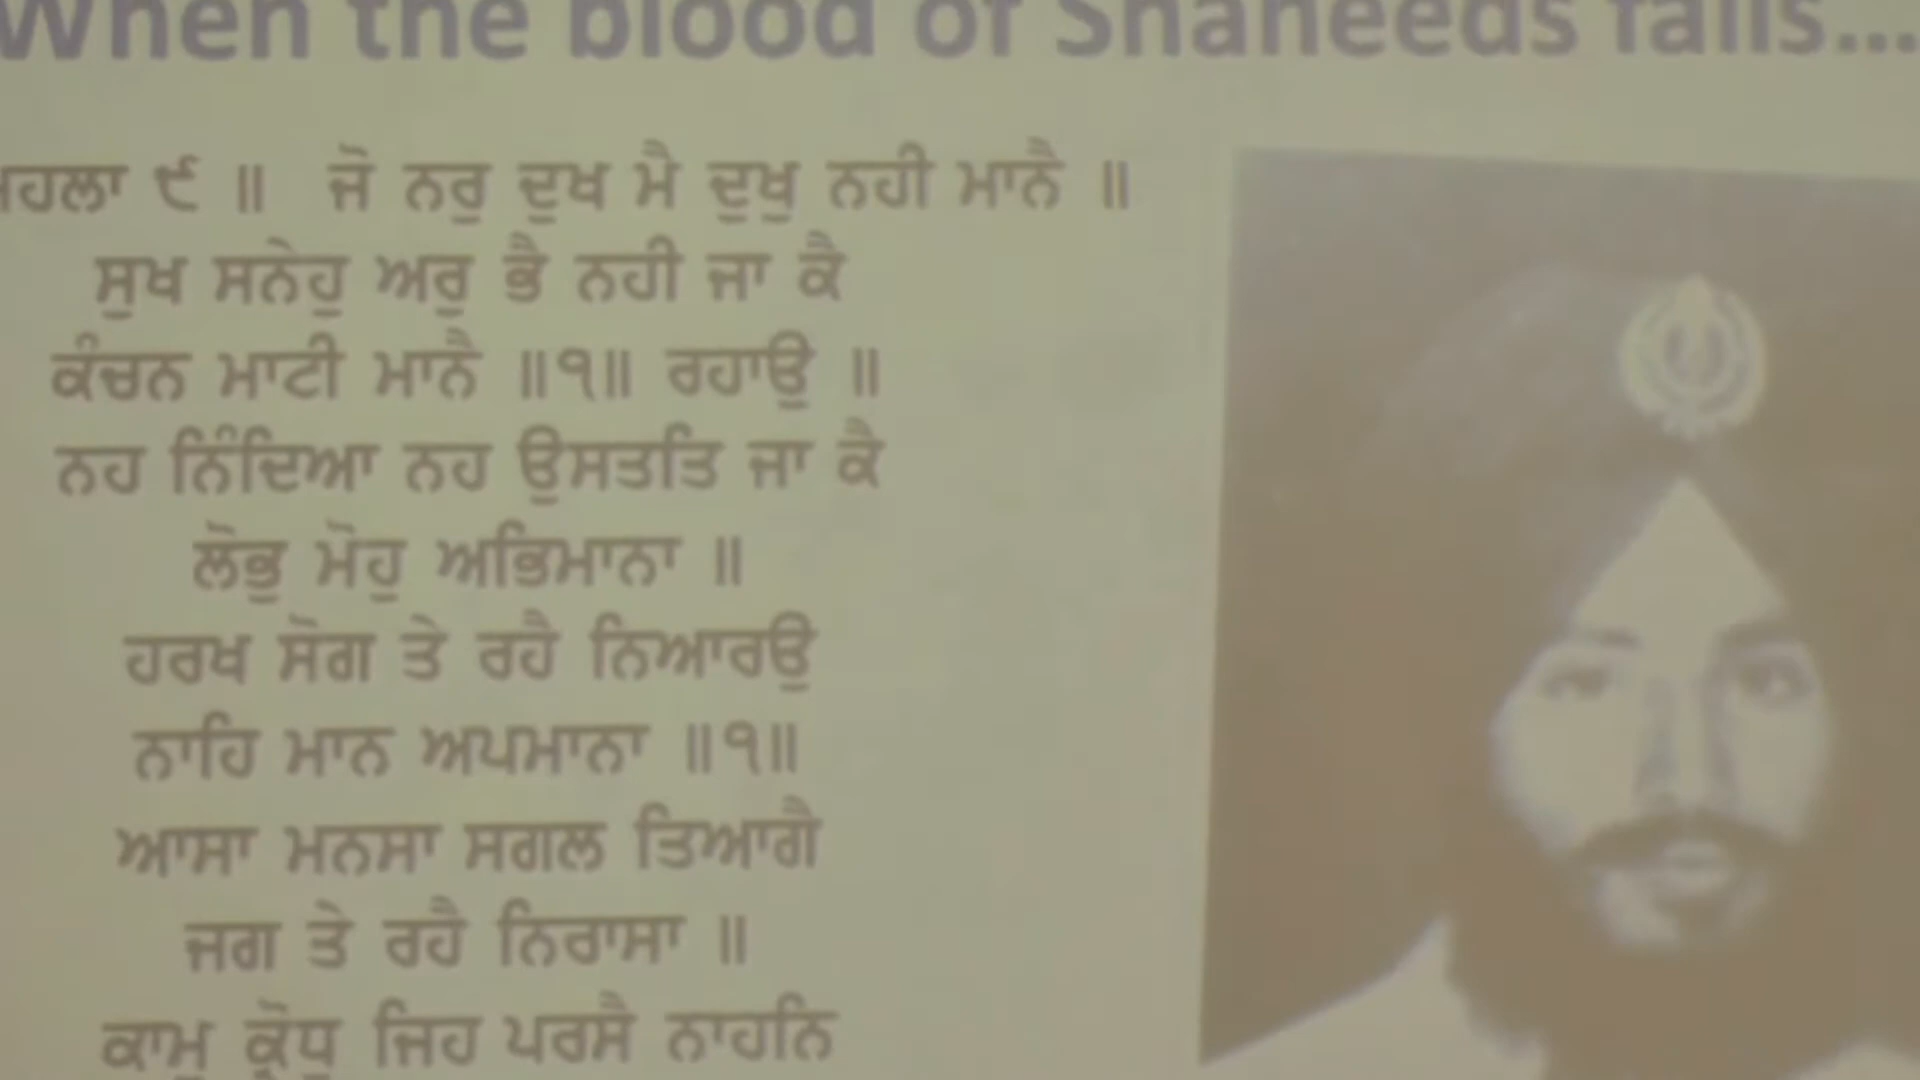 When the blood of Shaheeds falls...
ਮਹਲਾ ੯ ॥ ਜੋ ਨਰੁ ਦੁਖ ਮੈ ਦੁਖੁ ਨਹੀ ਮਾਨੈ ॥
ਸੁਖ ਸਨੇਹੁ ਅਰੁ ਭੈ ਨਹੀ ਜਾ ਕੈ
ਕੰਚਨ ਮਾਟੀ ਮਾਨੈ ॥੧॥ ਰਹਾਉ ॥
ਨਹ ਨਿੰਦਿਆ ਨਹ ਉਸਤਤਿ ਜਾ ਕੈ
ਲੋਭੁ ਮੋਹੁ ਅਭਿਮਾਨਾ ॥
ਹਰਖ ਸੋਗ ਤੇ ਰਹੈ ਨਿਆਰਉ
ਨਾਹਿ ਮਾਨ ਅਪਮਾਨਾ ॥੧॥
ਆਸਾ ਮਨਸਾ ਸਗਲ ਤਿਆਗੈ
ਜਗ ਤੇ ਰਹੈ ਨਿਰਾਸਾ ॥
ਕਾਮੁ ਕ੍ਰੋਧੁ ਜਿਹ ਪਰਸੈ ਨਾਹਨਿ